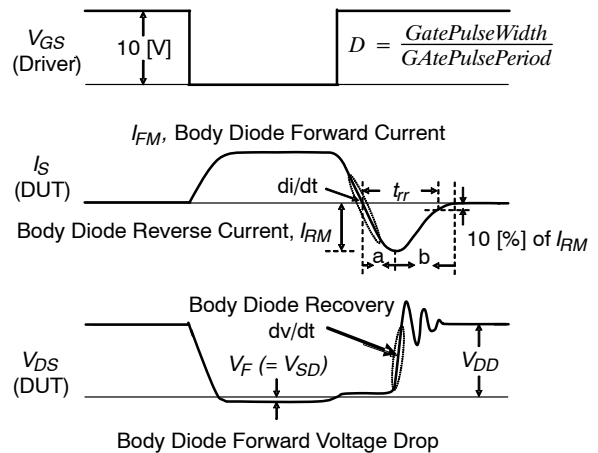 V_GS
(Driver)
10 [V]
D = GatePulseWidth / GAtePulsePeriod
I_FM, Body Diode Forward Current
I_S
(DUT)
di/dt
t_rr
Body Diode Reverse Current, I_RM
a
b
10 [%] of I_RM
Body Diode Recovery
dv/dt
V_DS
(DUT)
V_F (= V_SD)
V_DD
Body Diode Forward Voltage Drop